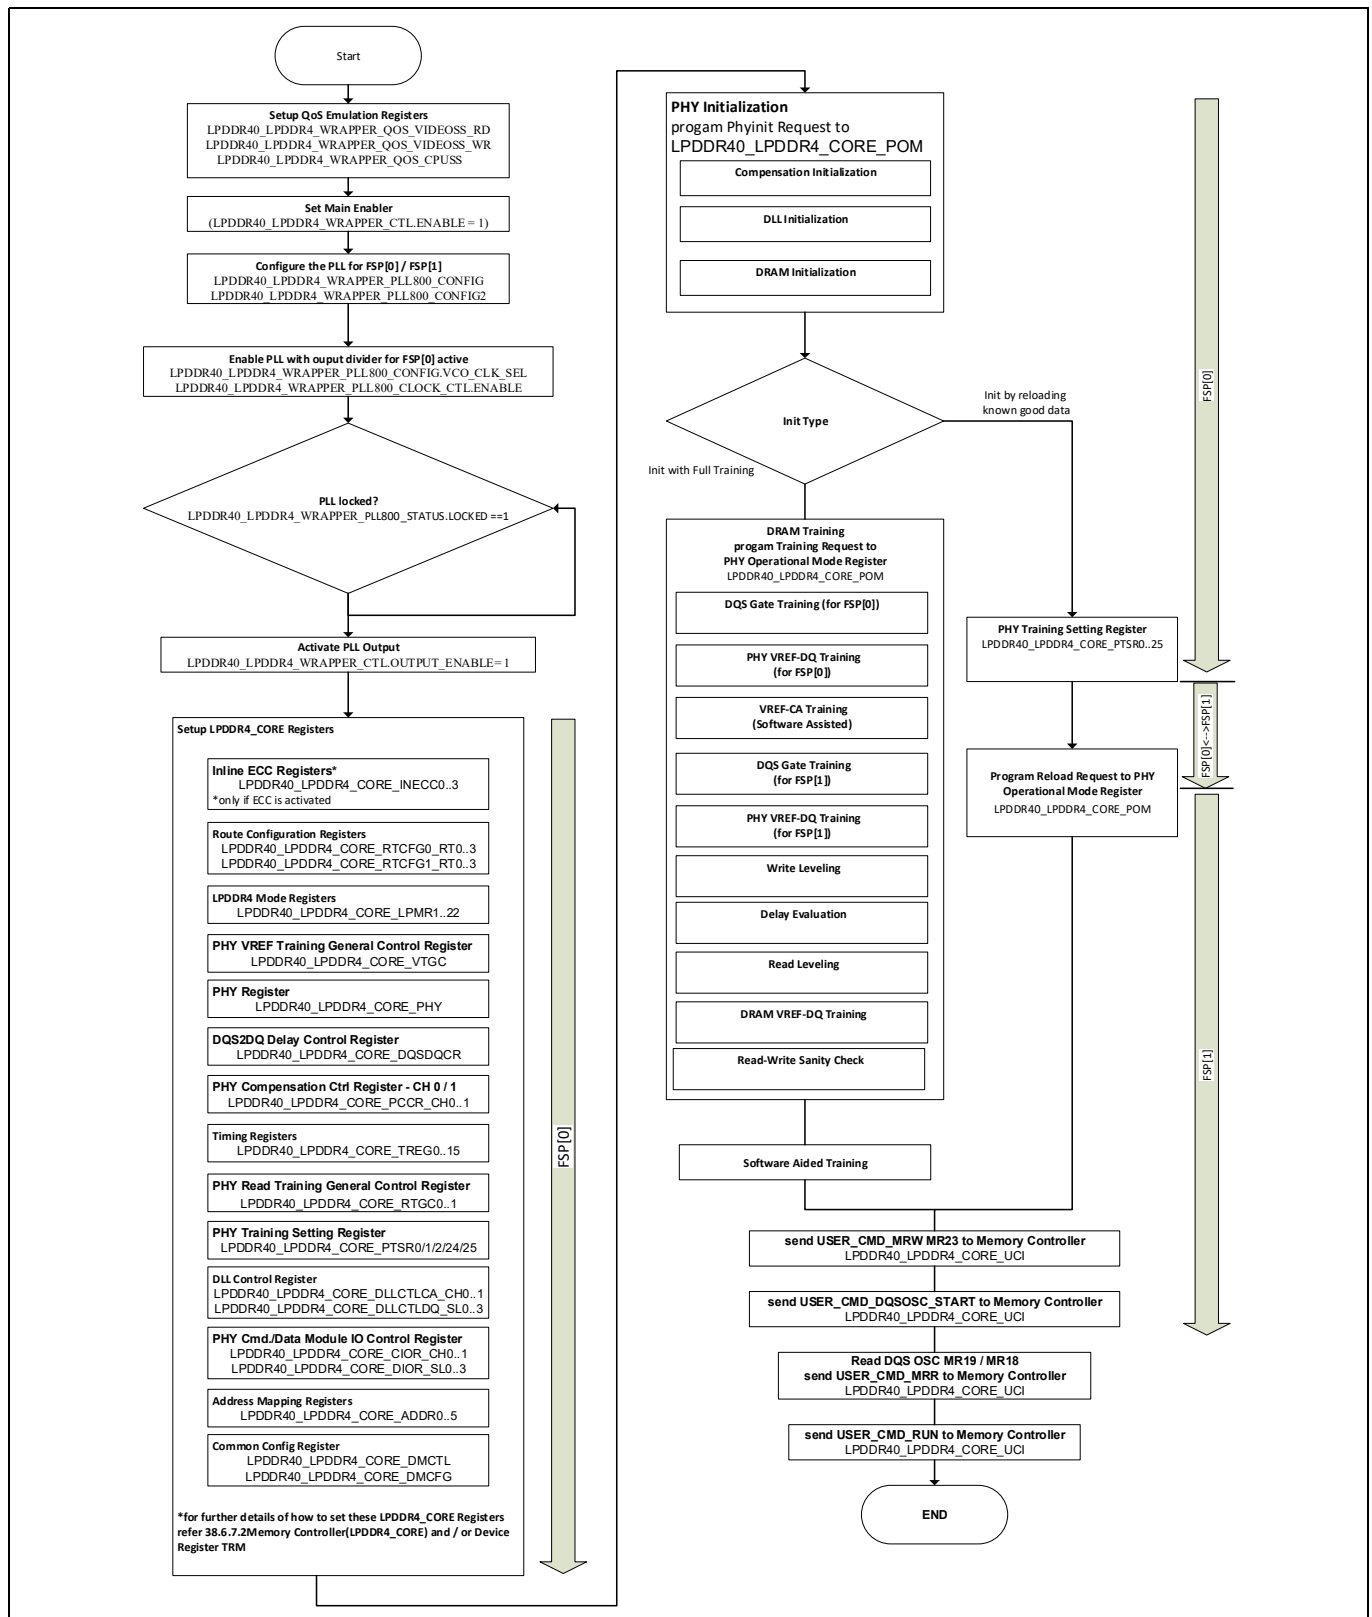 Start
Setup QoS Emulation Registers
LPDDR40_LPDDR4_WRAPPER_QOS_VIDEOSS_RD
LPDDR40_LPDDR4_WRAPPER_QOS_VIDEOSS_WR
LPDDR40_LPDDR4_WRAPPER_QOS_CPUSS
Set Main Enabler
(LPDDR40_LPDDR4_WRAPPER_CTL.ENABLE = 1)
Configure the PLL for FSP[0] / FSP[1]
LPDDR40_LPDDR4_WRAPPER_PLL800_CONFIG
LPDDR40_LPDDR4_WRAPPER_PLL800_CONFIG2
Enable PLL with ouput divider for FSP[0] active
LPDDR40_LPDDR4_WRAPPER_PLL800_CONFIG.VCO_CLK_SEL
LPDDR40_LPDDR4_WRAPPER_PLL800_CLOCK_CTL.ENABLE
PLL locked?
LPDDR40_LPDDR4_WRAPPER_PLL800_STATUS.LOCKED ==1
Activate PLL Output
LPDDR40_LPDDR4_WRAPPER_CTL.OUTPUT_ENABLE= 1
Setup LPDDR4_CORE Registers
Inline ECC Registers*
LPDDR40_LPDDR4_CORE_INECC0..3
*only if ECC is activated
Route Configuration Registers
LPDDR40_LPDDR4_CORE_RTCFG0_RT0..3
LPDDR40_LPDDR4_CORE_RTCFG1_RT0..3
LPDDR4 Mode Registers
LPDDR40_LPDDR4_CORE_LPMR1..22
PHY VREF Training General Control Register
LPDDR40_LPDDR4_CORE_VTGC
PHY Register
LPDDR40_LPDDR4_CORE_PHY
DQS2DQ Delay Control Register
LPDDR40_LPDDR4_CORE_DQSDQCR
PHY Compensation Ctrl Register - CH 0 / 1
LPDDR40_LPDDR4_CORE_PCCR_CH0..1
Timing Registers
LPDDR40_LPDDR4_CORE_TREG0..15
PHY Read Training General Control Register
LPDDR40_LPDDR4_CORE_RTGC0..1
PHY Training Setting Register
LPDDR40_LPDDR4_CORE_PTSR0/1/2/24/25
DLL Control Register
LPDDR40_LPDDR4_CORE_DLLCTLCA_CH0..1
LPDDR40_LPDDR4_CORE_DLLCTLDQ_SL0..3
PHY Cmd./Data Module IO Control Register
LPDDR40_LPDDR4_CORE_CIOR_CH0..1
LPDDR40_LPDDR4_CORE_DIOR_SL0..3
Address Mapping Registers
LPDDR40_LPDDR4_CORE_ADDR0..5
Common Config Register
LPDDR40_LPDDR4_CORE_DMCTL
LPDDR40_LPDDR4_CORE_DMCFG
*for further details of how to set these LPDDR4_CORE Registers
refer 38.6.7.2Memory Controller(LPDDR4_CORE) and / or Device
Register TRM
FSP[0]
PHY Initialization
progam Phyinit Request to
LPDDR40_LPDDR4_CORE_POM
Compensation Initialization
DLL Initialization
DRAM Initialization
Init Type
Init by reloading
known good data
Init with Full Training
DRAM Training
progam Training Request to
PHY Operational Mode Register
LPDDR40_LPDDR4_CORE_POM
DQS Gate Training (for FSP[0])
PHY VREF-DQ Training
(for FSP[0])
VREF-CA Training
(Software Assisted)
DQS Gate Training
(for FSP[1])
PHY VREF-DQ Training
(for FSP[1])
Write Leveling
Delay Evaluation
Read Leveling
DRAM VREF-DQ Training
Read-Write Sanity Check
Software Aided Training
PHY Training Setting Register
LPDDR40_LPDDR4_CORE_PTSR0..25
Program Reload Request to PHY
Operational Mode Register
LPDDR40_LPDDR4_CORE_POM
send USER_CMD_MRW MR23 to Memory Controller
LPDDR40_LPDDR4_CORE_UCI
send USER_CMD_DQSOSC_START to Memory Controller
LPDDR40_LPDDR4_CORE_UCI
Read DQS OSC MR19 / MR18
send USER_CMD_MRR to Memory Controller
LPDDR40_LPDDR4_CORE_UCI
send USER_CMD_RUN to Memory Controller
LPDDR40_LPDDR4_CORE_UCI
END
FSP[0]
FSP[0]<-->FSP[1]
FSP[1]